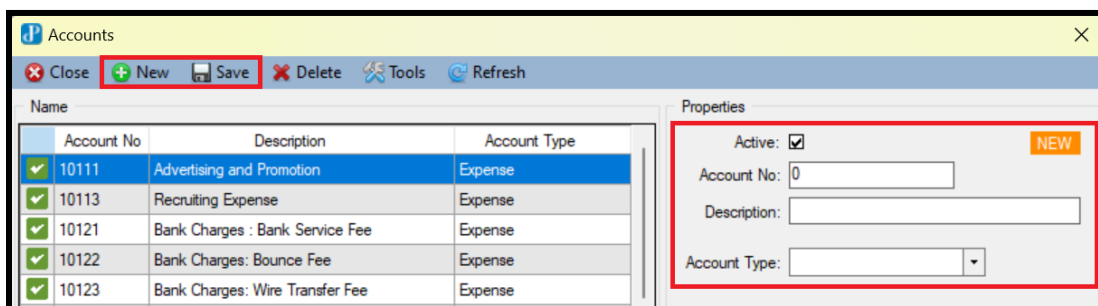 Accounts
Close New Save Delete Tools Refresh
Name
Account No Description Account Type
10111 Advertising and Promotion Expense
10113 Recruiting Expense Expense
10121 Bank Charges : Bank Service Fee Expense
10122 Bank Charges: Bounce Fee Expense
10123 Bank Charges: Wire Transfer Fee Expense
Properties
Active: NEW
Account No: 0
Description:
Account Type: